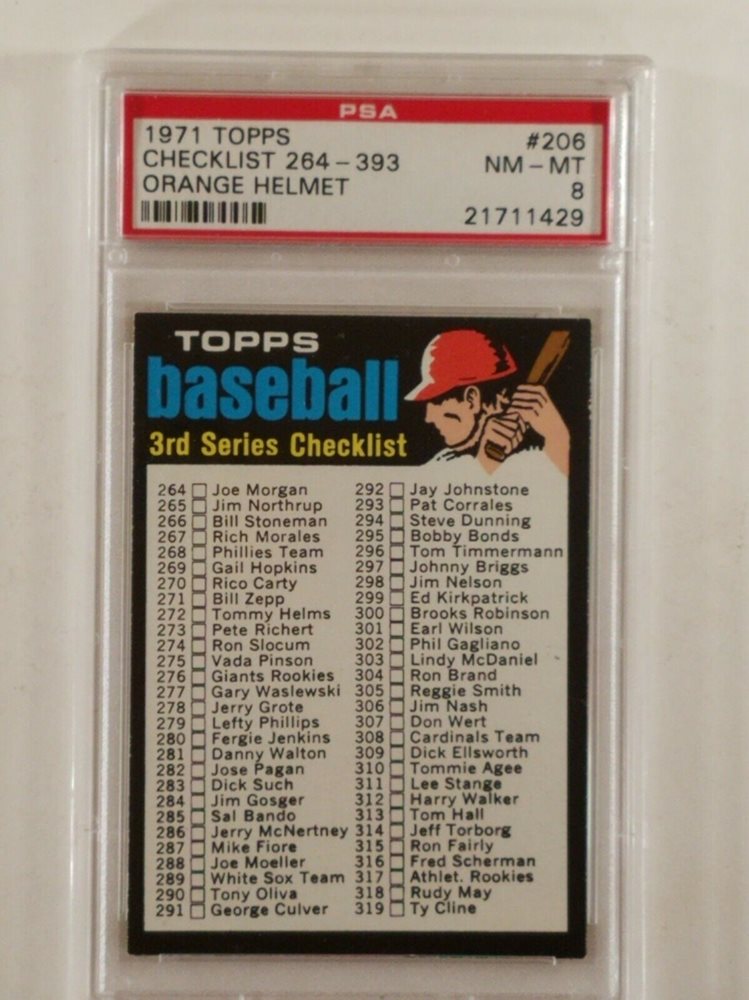 PSA
1971 TOPPS #206
CHECKLIST 264-393 NM-MT
ORANGE HELMET 8
21711429
TOPPS
baseball
3rd Series Checklist
264 Joe Morgan
265 Jim Northrup
266 Bill Stoneman
267 Rich Morales
268 Phillies Team
269 Gail Hopkins
270 Rico Carty
271 Bill Zepp
272 Tommy Helms
273 Pete Richert
274 Ron Slocum
275 Vada Pinson
276 Giants Rookies
277 Gary Waslewski
278 Jerry Grote
279 Lefty Phillips
280 Fergie Jenkins
281 Danny Walton
282 Jose Pagan
283 Dick Such
284 Jim Gosger
285 Sal Bando
286 Jerry McNertney
287 Mike Fiore
288 Joe Moeller
289 White Sox Team
290 Tony Oliva
291 George Culver
292 Jay Johnstone
293 Pat Corrales
294 Steve Dunning
295 Bobby Bonds
296 Tom Timmermann
297 Johnny Briggs
298 Jim Nelson
299 Ed Kirkpatrick
300 Brooks Robinson
301 Earl Wilson
302 Phil Gagliano
303 Lindy McDaniel
304 Ron Brand
305 Reggie Smith
306 Jim Nash
307 Don Wert
308 Cardinals Team
309 Dick Ellsworth
310 Tommie Agee
311 Lee Stange
312 Harry Walker
313 Tom Hall
314 Jeff Torborg
315 Ron Fairly
316 Fred Scherman
317 Athlet. Rookies
318 Rudy May
319 Ty Cline